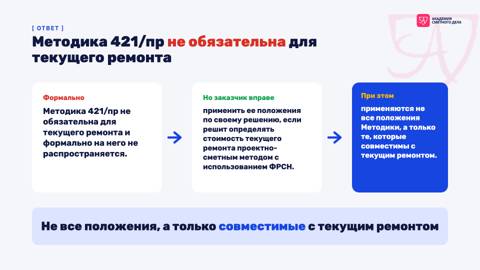 [ ОТВЕТ ]
АКАДЕМИЯ
СМЕТНОГО ДЕЛА
Методика 421/пр не обязательна для
текущего ремонта
Формально
Методика 421/пр не
обязательна для
текущего ремонта и
формально на него не
распространяется.
Но заказчик вправе
применить ее положения
по своему решению, если
решит определять
стоимость текущего
ремонта проектно-
сметным методом с
использованием ФРСН.
При этом
применяются не
все положения
Методики, а только
те, которые
совместимы с
текущим ремонтом.
Не все положения, а только совместимые с текущим ремонтом